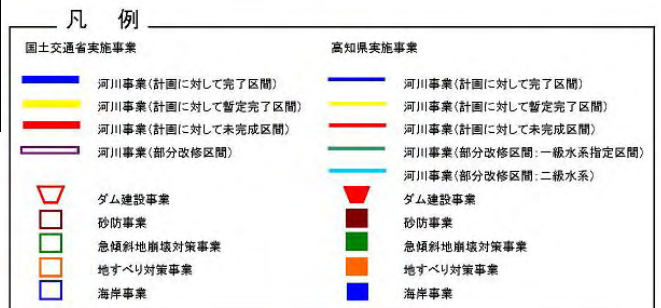 凡 例
国土交通省実施事業
河川事業(計画に対して完了区間)
河川事業(計画に対して暫定完了区間)
河川事業(計画に対して未完成区間)
河川事業(部分改修区間)
ダム建設事業
砂防事業
急傾斜地崩壊対策事業
地すべり対策事業
海岸事業
高知県実施事業
河川事業(計画に対して完了区間)
河川事業(計画に対して暫定完了区間)
河川事業(計画に対して未完成区間)
河川事業(部分改修区間:一級水系指定区間)
河川事業(部分改修区間:二級水系)
ダム建設事業
砂防事業
急傾斜地崩壊対策事業
地すべり対策事業
海岸事業